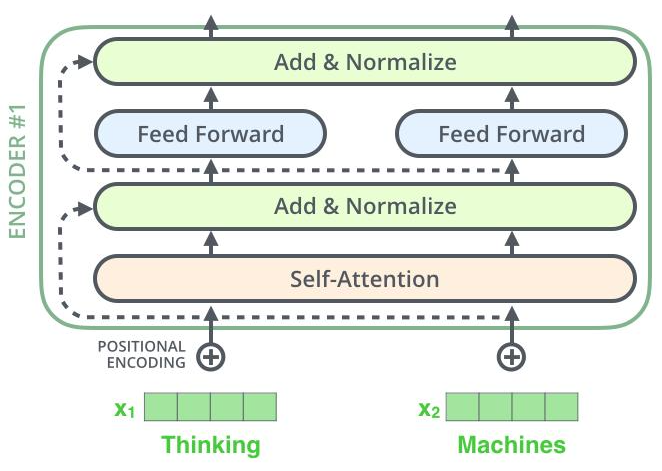 ENCODER #1
Add & Normalize
Feed Forward Feed Forward
Add & Normalize
Self-Attention
POSITIONAL
ENCODING
x1 x2
Thinking Machines